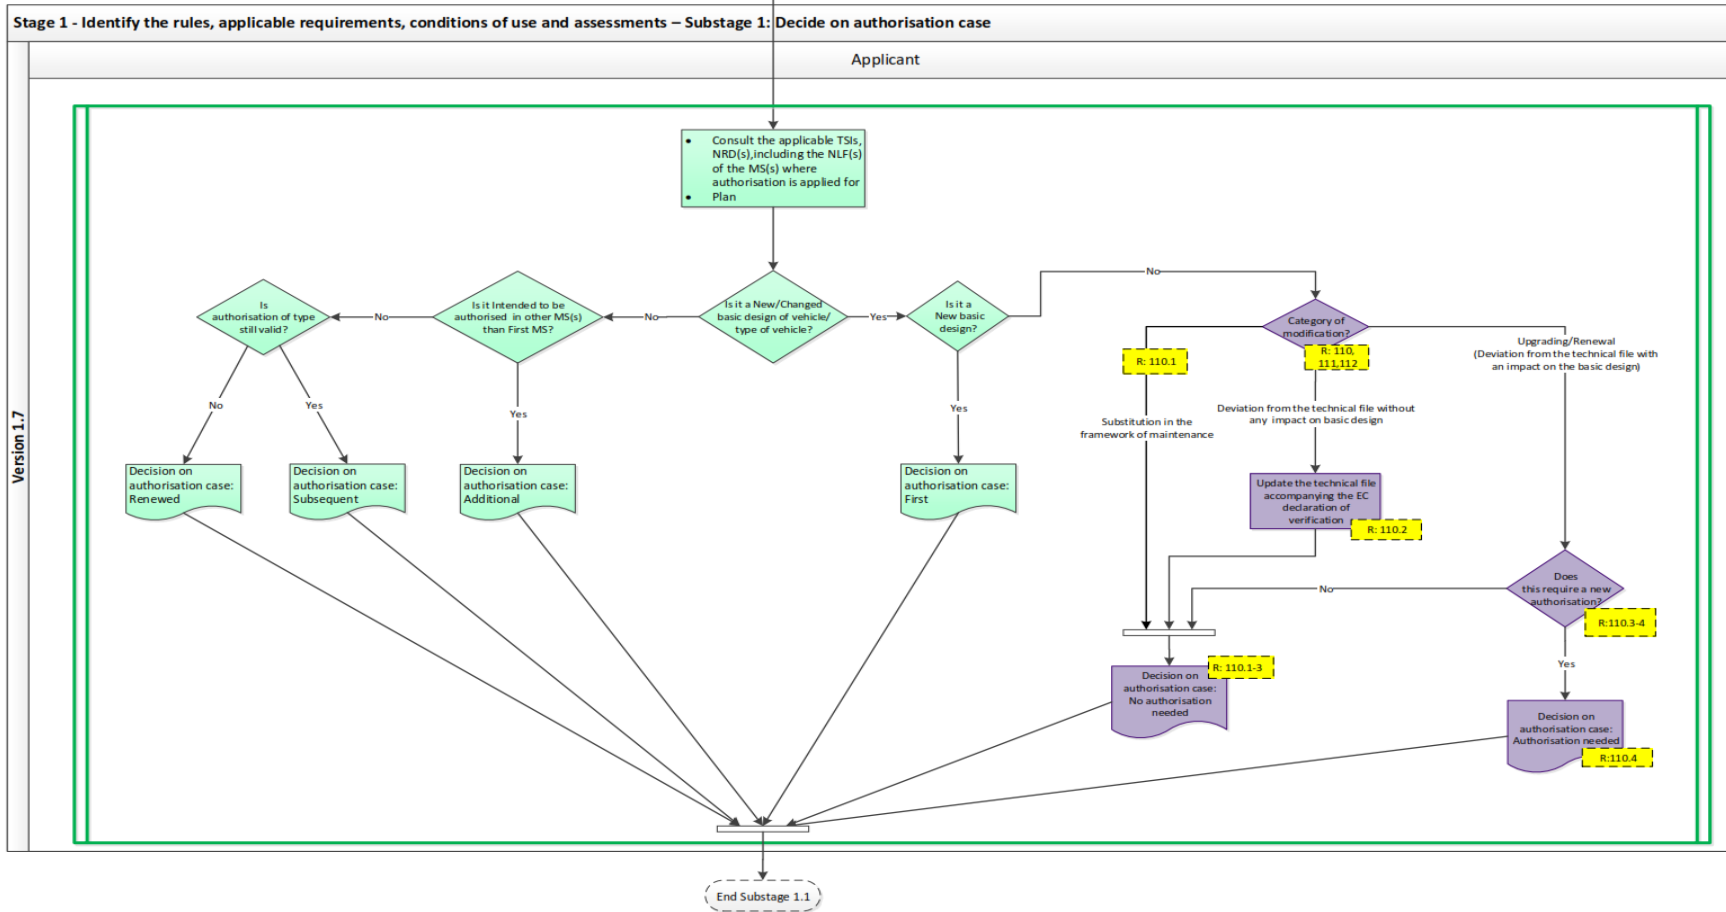 Stage 1 - Identify the rules, applicable requirements, conditions of use and assessments – Substage 1: Decide on authorisation case
Applicant
Version 1.7
• Consult the applicable TSIs,
NRD(s),including the NLF(s)
of the MS(s) where
authorisation is applied for
• Plan
Is
authorisation of type
still valid?
No
Is it Intended to be
authorised in other MS(s)
than First MS?
No
Is it a New/Changed
basic design of vehicle/
type of vehicle?
Yes
Is it a
New basic
design?
No
Category of
modification?
R: 110,
111,112
R: 110.1
Upgrading/Renewal
(Deviation from the technical file with
an impact on the basic design)
No
Yes
Yes
Yes
Substitution in the
framework of maintenance
Deviation from the technical file without
any impact on basic design
Decision on
authorisation case:
Renewed
Decision on
authorisation case:
Subsequent
Decision on
authorisation case:
Additional
Decision on
authorisation case:
First
Update the technical file
accompanying the EC
declaration of
verification
R: 110.2
No
Does
this require a new
authorisation?
R:110.3-4
Yes
R: 110.1-3
Decision on
authorisation case:
No authorisation
needed
Decision on
authorisation case:
Authorisation needed
R:110.4
End Substage 1.1